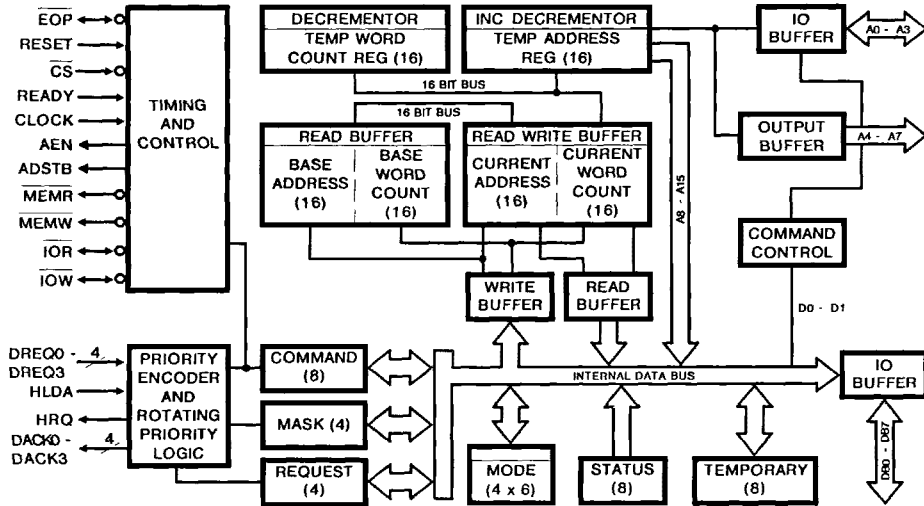 EOP
RESET
CS
READY
CLOCK
AEN
ADSTB
MEMR
MEMW
IOR
IOW
TIMING
AND
CONTROL
DECREMENTOR
TEMP WORD
COUNT REG (16)
INC DECREMENTOR
TEMP ADDRESS
REG (16)
16 BIT BUS
16 BIT BUS
READ BUFFER
BASE
ADDRESS
(16)
BASE
WORD
COUNT
(16)
READ WRITE BUFFER
CURRENT
ADDRESS
(16)
CURRENT
WORD
COUNT
(16)
A8 - A15
IO
BUFFER
A0 - A3
OUTPUT
BUFFER
A4 - A7
COMMAND
CONTROL
WRITE
BUFFER
READ
BUFFER
D0 - D1
DREQ0 -
DREQ3
4
HLDA
HRQ
DACK0 -
DACK3
4
PRIORITY
ENCODER
AND
ROTATING
PRIORITY
LOGIC
COMMAND
(8)
MASK (4)
REQUEST
(4)
INTERNAL DATA BUS
MODE
(4 x 6)
STATUS
(8)
TEMPORARY
(8)
IO
BUFFER
DB0 - DB7